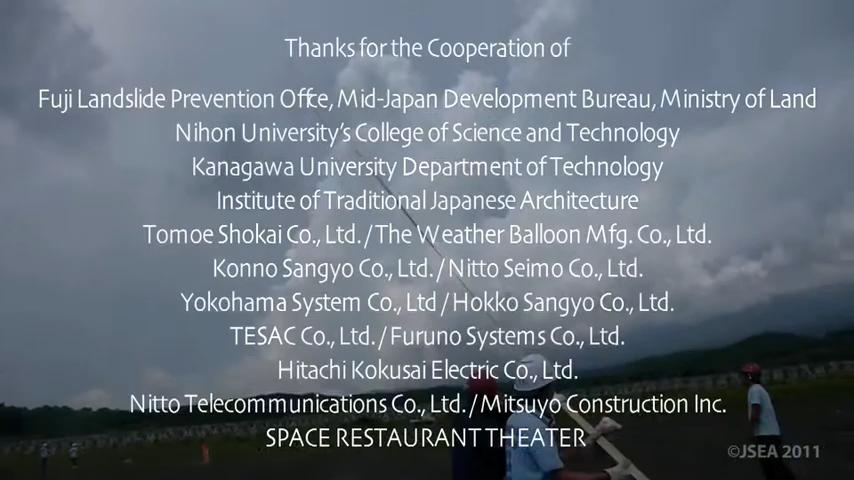 Thanks for the Cooperation of
Fuji Landslide Prevention Office, Mid-Japan Development Bureau, Ministry of Land
Nihon University's College of Science and Technology
Kanagawa University Department of Technology
Institute of Traditional Japanese Architecture
Tomoe Shokai Co., Ltd. / The Weather Balloon Mfg. Co., Ltd.
Konno Sangyo Co., Ltd. / Nitto Seimo Co., Ltd.
Yokohama System Co., Ltd / Hokko Sangyo Co., Ltd.
TESAC Co., Ltd. / Furuno Systems Co., Ltd.
Hitachi Kokusai Electric Co., Ltd.
Nitto Telecommunications Co., Ltd. / Mitsuyo Construction Inc.
SPACE RESTAURANT THEATER
©JSEA 2011